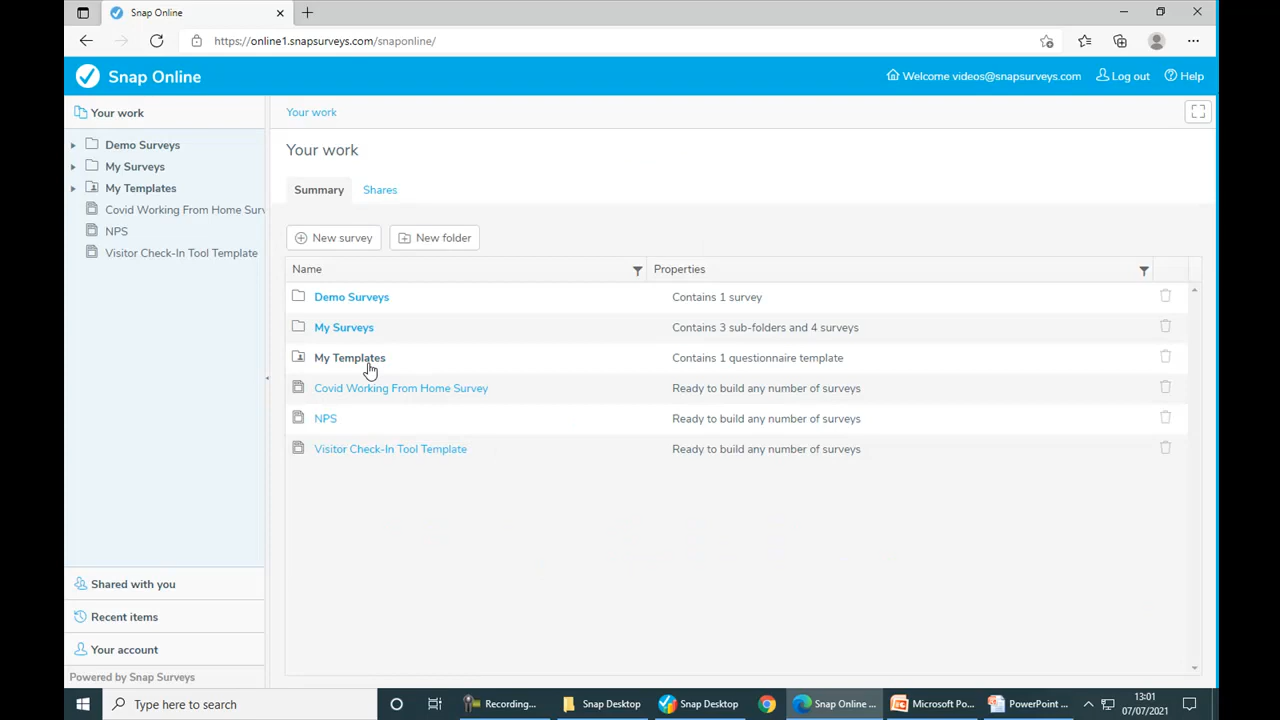 Snap Online
https://online1.snapsurveys.com/snaponline/
Snap Online
Welcome videos@snapsurveys.com
Log out
Help
Your work
Demo Surveys
My Surveys
My Templates
Covid Working From Home Surv
NPS
Visitor Check-In Tool Template
Shared with you
Recent items
Your account
Powered by Snap Surveys
Your work
Your work
Summary Shares
New survey New folder
Name Properties
Demo Surveys Contains 1 survey
My Surveys Contains 3 sub-folders and 4 surveys
My Templates Contains 1 questionnaire template
Covid Working From Home Survey Ready to build any number of surveys
NPS Ready to build any number of surveys
Visitor Check-In Tool Template Ready to build any number of surveys
Type here to search
Recording...
Snap Desktop
Snap Desktop
Snap Online ...
Microsoft Po...
PowerPoint ...
13:01
07/07/2021